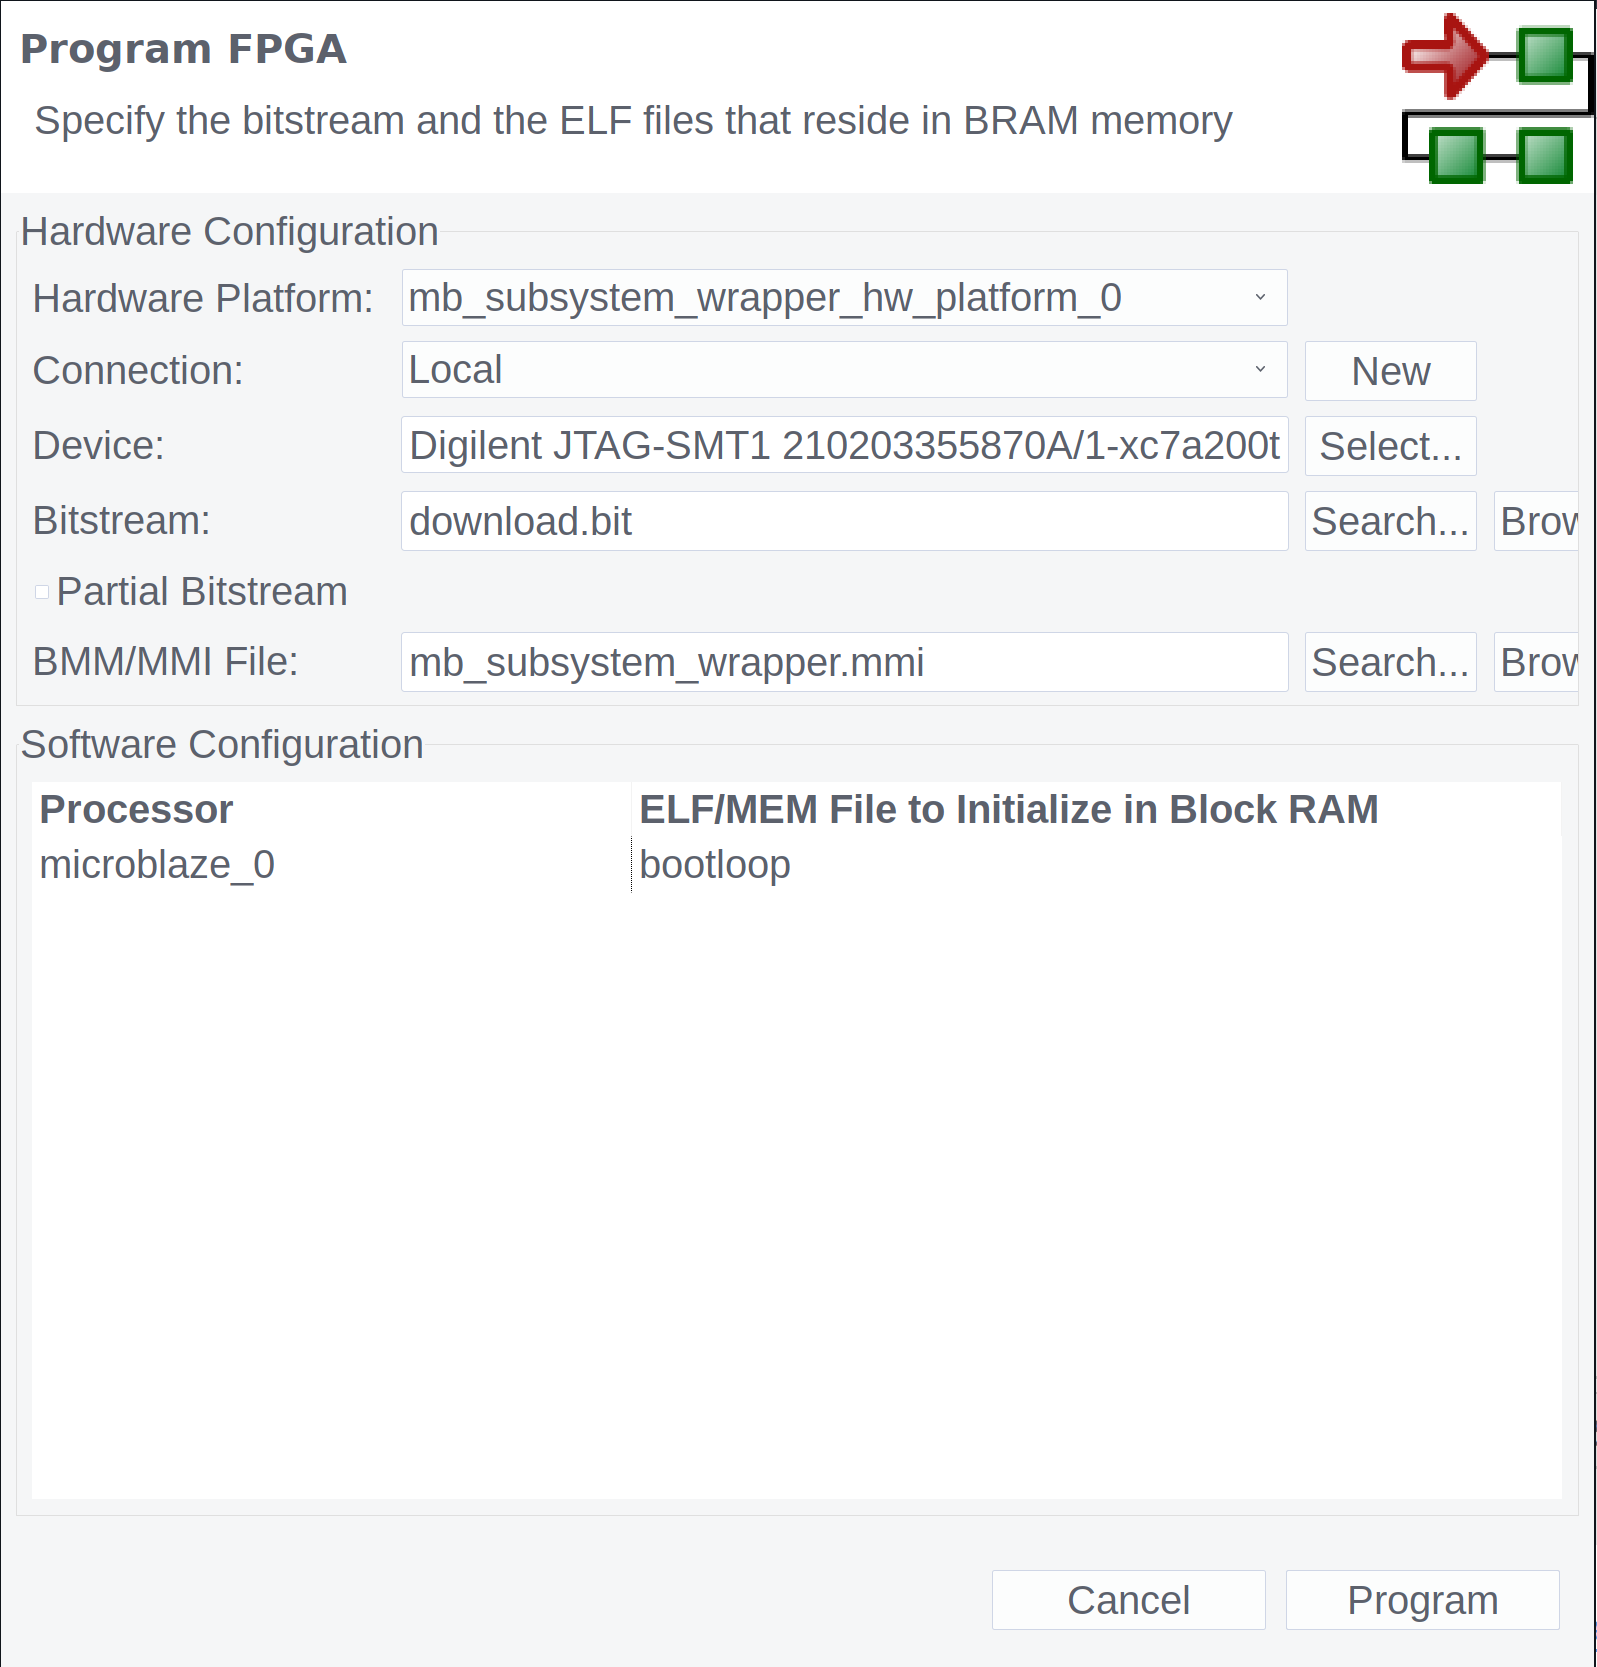 Program FPGA
Specify the bitstream and the ELF files that reside in BRAM memory
Hardware Configuration
Hardware Platform: mb_subsystem_wrapper_hw_platform_0
Connection: Local New
Device: Digilent JTAG-SMT1 210203355870A/1-xc7a200t Select...
Bitstream: download.bit Search... Brow
Partial Bitstream
BMM/MMI File: mb_subsystem_wrapper.mmi Search... Brow
Software Configuration
Processor ELF/MEM File to Initialize in Block RAM
microblaze_0 bootloop
Cancel Program